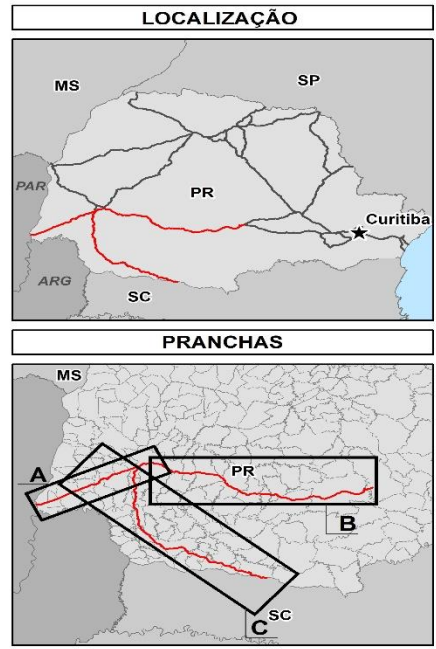 LOCALIZAÇÃO
MS
SP
PAR
PR
Curitiba
ARG
SC
PRANCHAS
MS
A
PR
B
SC
C